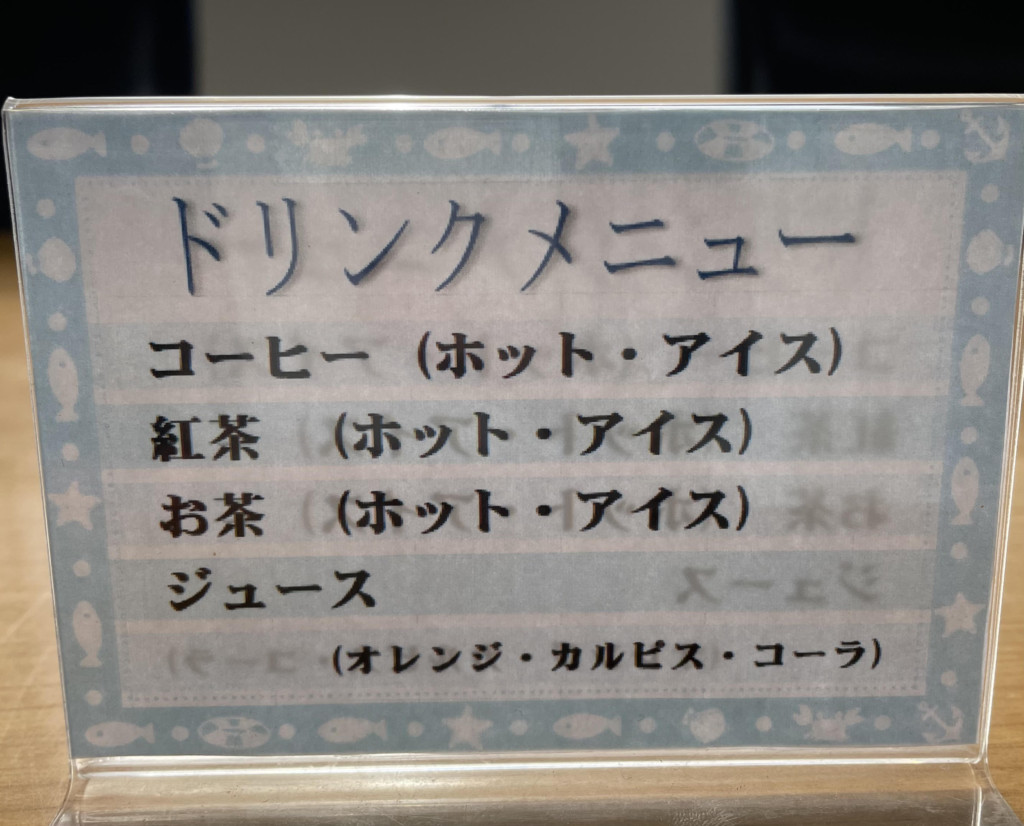 ドリンクメニュー
コーヒー (ホット・アイス)
紅茶 (ホット・アイス)
お茶 (ホット・アイス)
ジュース
(オレンジ・カルピス・コーラ)